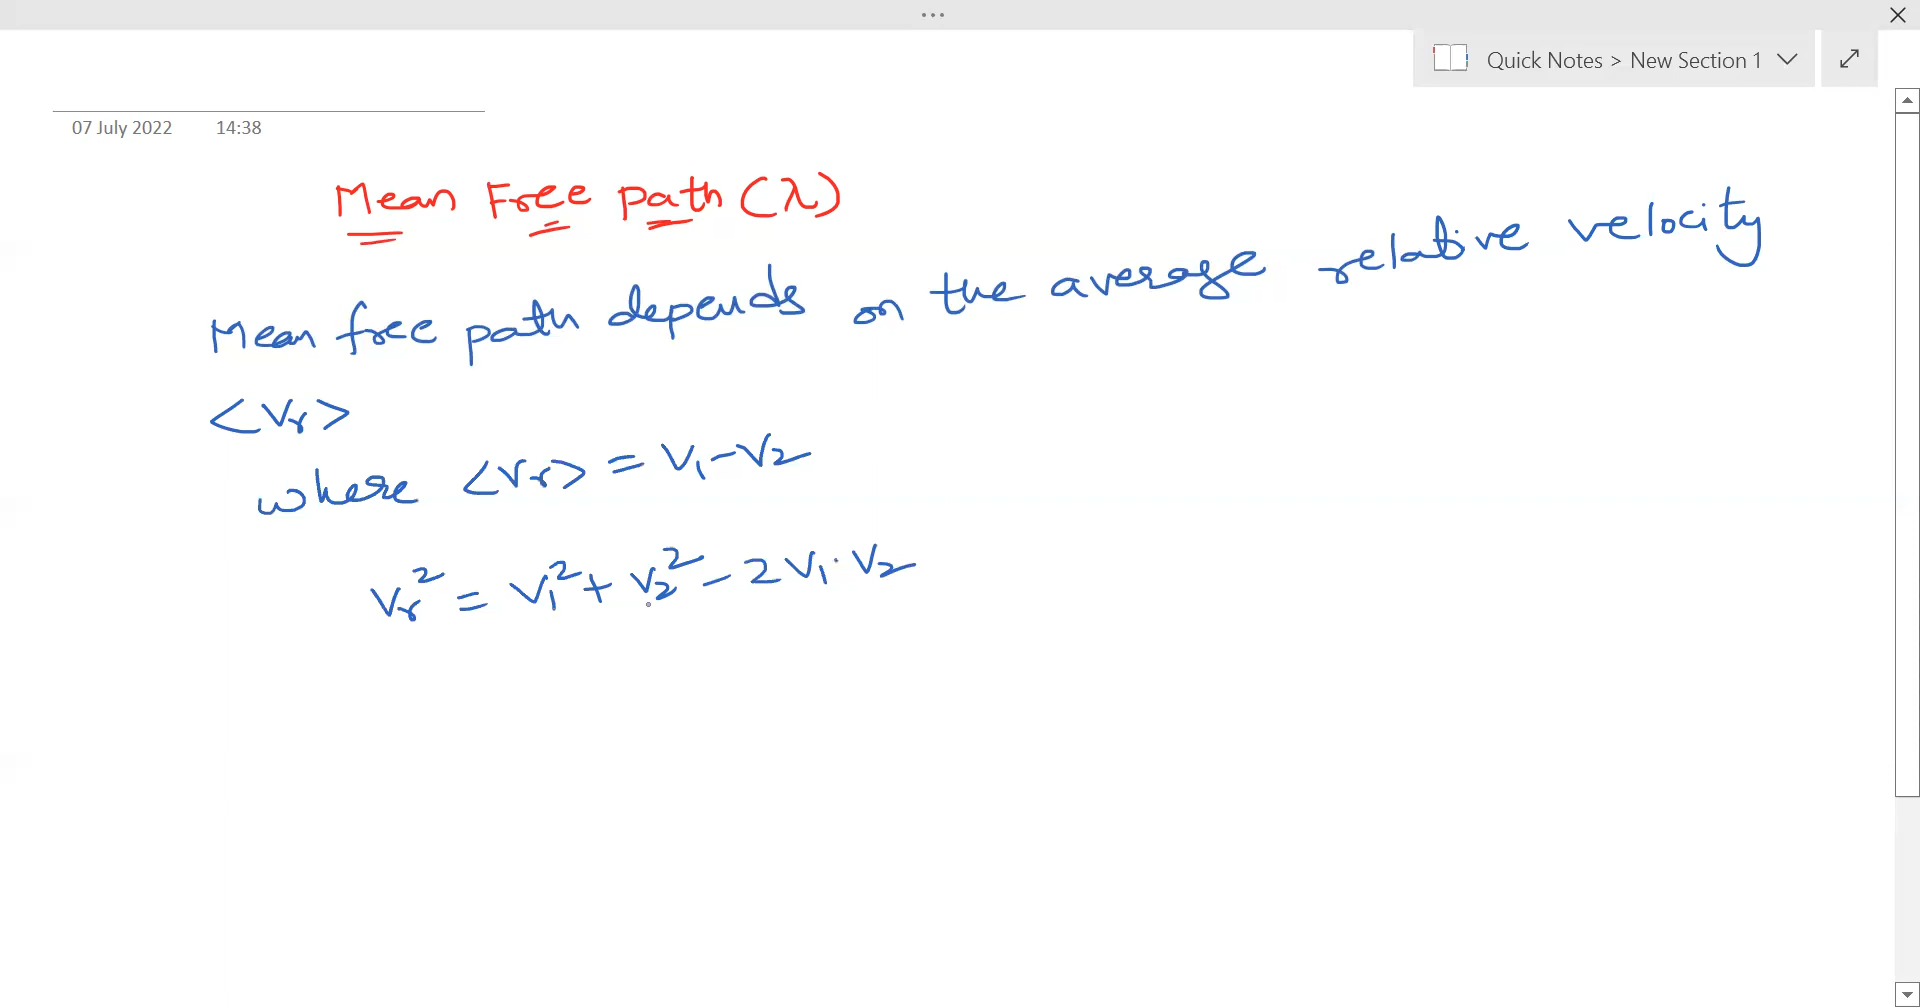 ...
Quick Notes > New Section 1
07 July 2022 14:38
Mean Free path (λ)
Mean free path depends on the average relative velocity
<Vr>
where <Vr> = V₁-V₂
Vr² = V₁² + V₂² - 2V₁·V₂